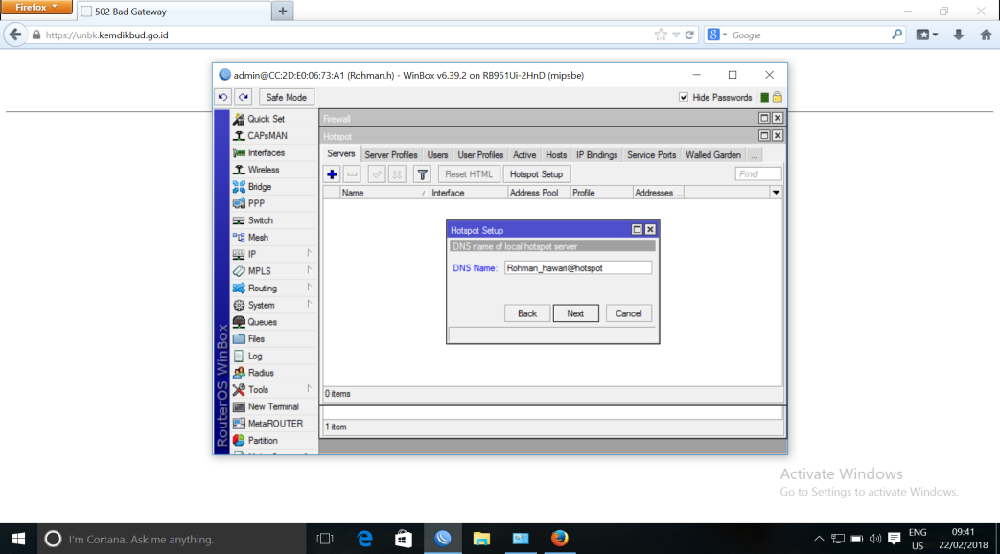 Firefox
502 Bad Gateway
https://unbk.kemdikbud.go.id
Google
admin@CC:2D:E0:06:73:A1 (Rohman.h) - WinBox v6.39.2 on RB951Ui-2HnD (mipsbe)
Safe Mode
Hide Passwords
Quick Set
CAPsMAN
Interfaces
Wireless
Bridge
PPP
Switch
Mesh
IP
MPLS
Routing
System
Queues
Files
Log
Radius
Tools
New Terminal
MetaROUTER
Partition
RouterOS WinBox
Firewall
Hotspot
Servers Server Profiles Users User Profiles Active Hosts IP Bindings Service Ports Walled Garden ...
Reset HTML Hotspot Setup Find
Name Interface Address Pool Profile Addresses ...
Hotspot Setup
DNS name of local hotspot server
DNS Name: Rohman_hawari@hotspot
Back Next Cancel
0 items
1 item
Activate Windows
Go to Settings to activate Windows.
I'm Cortana. Ask me anything.
ENG 09:41
US 22/02/2018